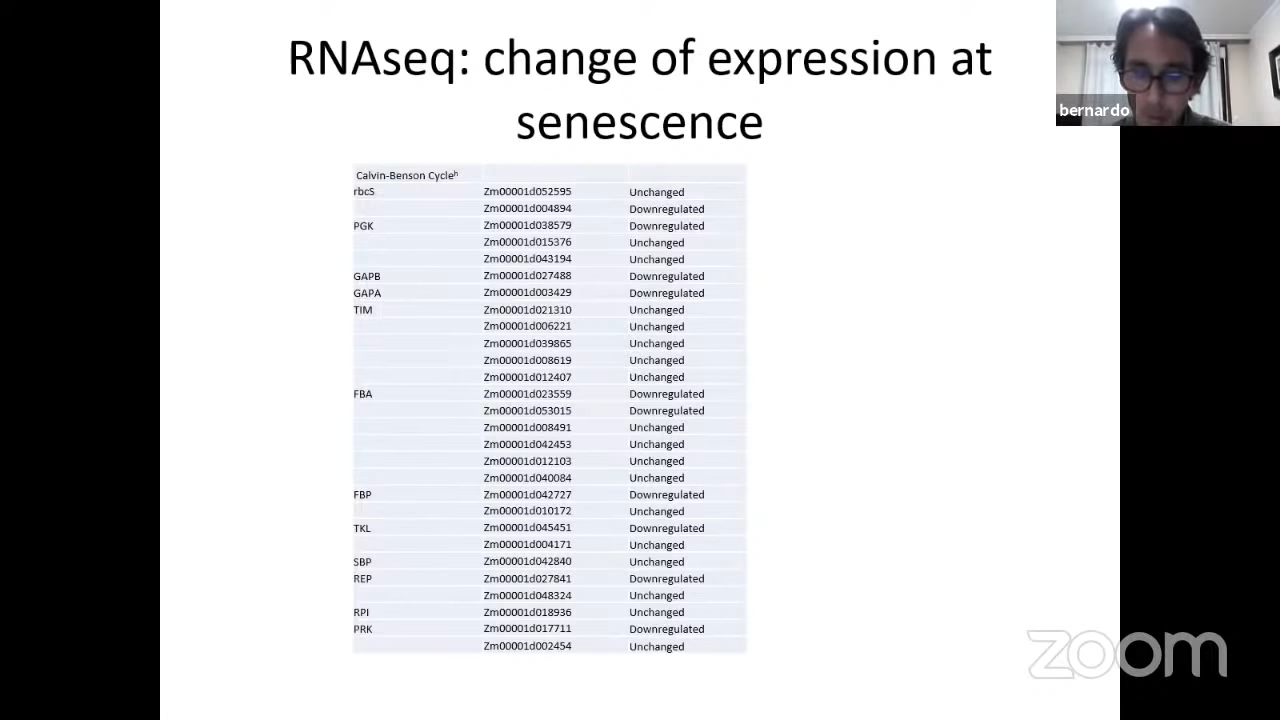 RNAseq: change of expression at
senescence
bernardo
Calvin-Benson Cycleʰ
rbcS Zm00001d052595 Unchanged
Zm00001d004894 Downregulated
PGK Zm00001d038579 Downregulated
Zm00001d015376 Unchanged
Zm00001d043194 Unchanged
GAPB Zm00001d027488 Downregulated
GAPA Zm00001d003429 Downregulated
TIM Zm00001d021310 Unchanged
Zm00001d006221 Unchanged
Zm00001d039865 Unchanged
Zm00001d008619 Unchanged
Zm00001d012407 Unchanged
FBA Zm00001d023559 Downregulated
Zm00001d053015 Downregulated
Zm00001d008491 Unchanged
Zm00001d042453 Unchanged
Zm00001d012103 Unchanged
Zm00001d040084 Unchanged
FBP Zm00001d042727 Downregulated
Zm00001d010172 Unchanged
TKL Zm00001d045451 Downregulated
Zm00001d004171 Unchanged
SBP Zm00001d042840 Unchanged
REP Zm00001d027841 Downregulated
Zm00001d048324 Unchanged
RPI Zm00001d018936 Unchanged
PRK Zm00001d017711 Downregulated
Zm00001d002454 Unchanged
zoom